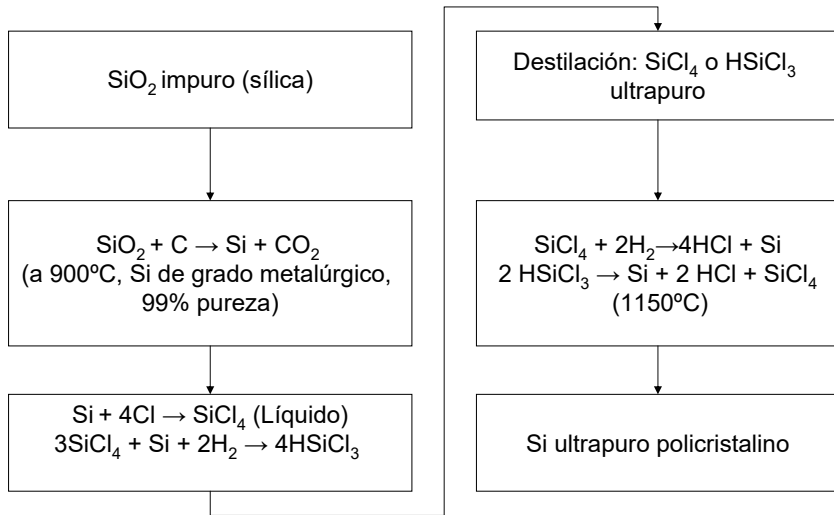 SiO₂ impuro (sílica)
SiO₂ + C → Si + CO₂
(a 900ºC, Si de grado metalúrgico,
99% pureza)
Si + 4Cl → SiCl₄ (Líquido)
3SiCl₄ + Si + 2H₂ → 4HSiCl₃
Destilación: SiCl₄ o HSiCl₃
ultrapuro
SiCl₄ + 2H₂→4HCl + Si
2 HSiCl₃ → Si + 2 HCl + SiCl₄
(1150ºC)
Si ultrapuro policristalino